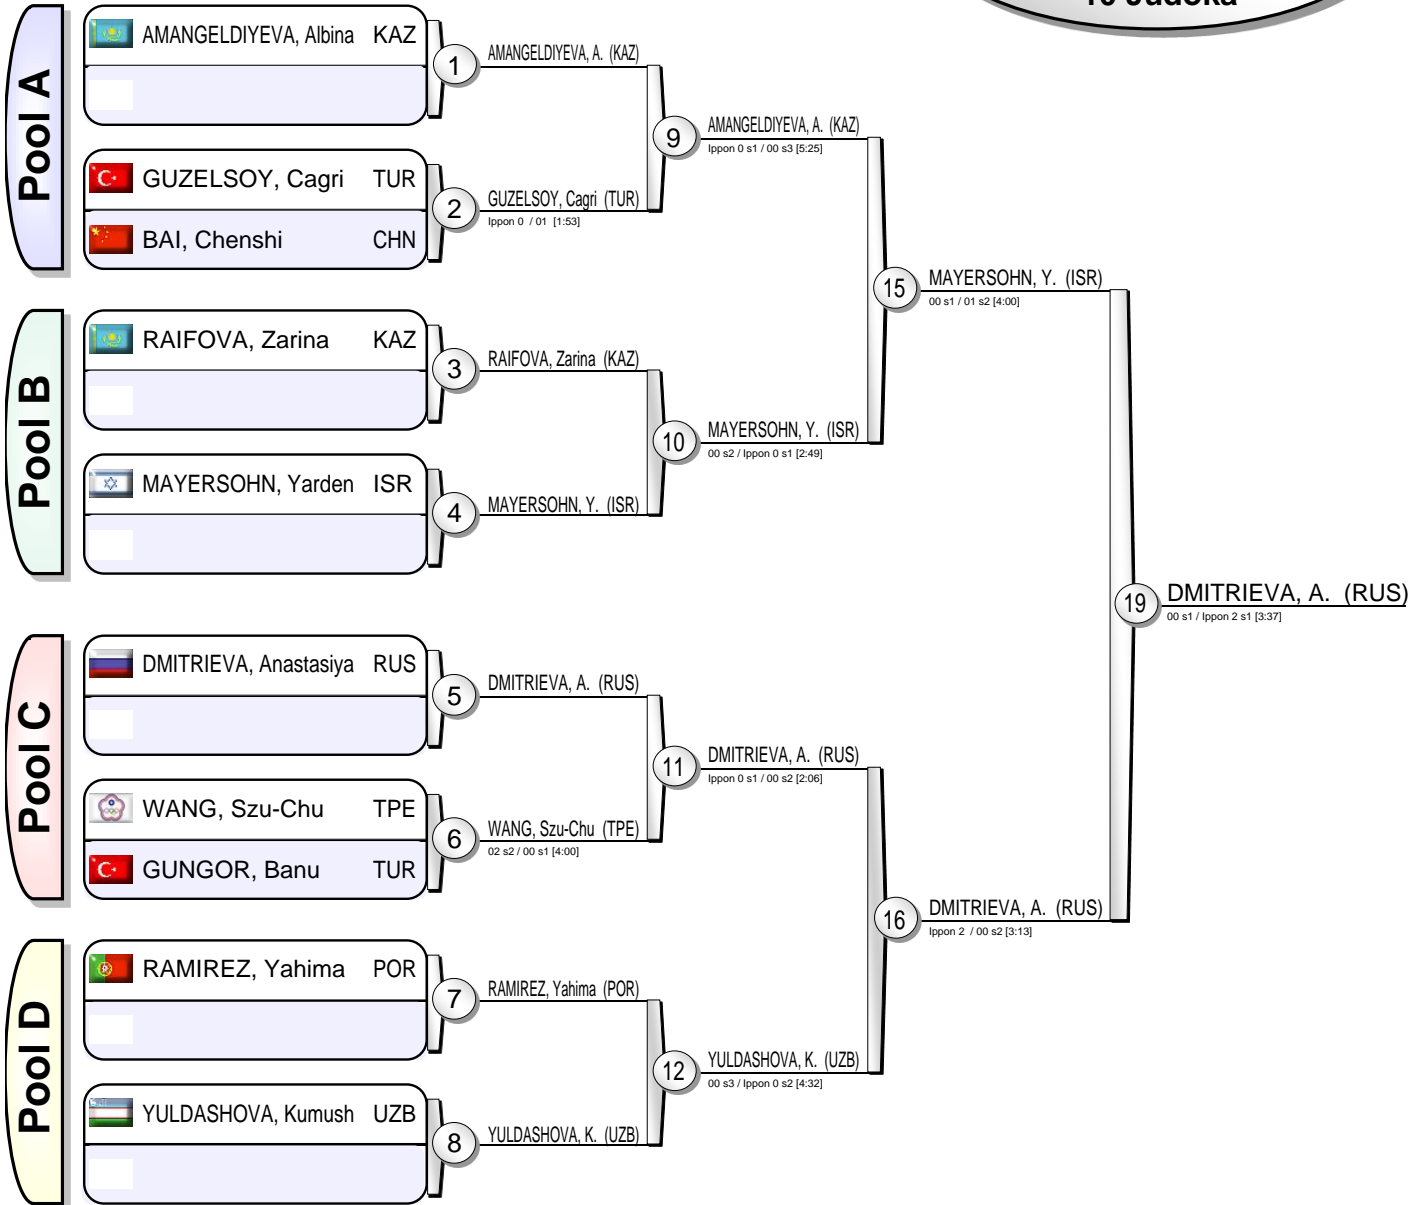 10 Judoka
Pool A
AMANGELDIYEVA, Albina KAZ
GUZELSOY, Cagri TUR
BAI, Chenshi CHN
Pool B
RAIFOVA, Zarina KAZ
MAYERSOHN, Yarden ISR
Pool C
DMITRIEVA, Anastasiya RUS
WANG, Szu-Chu TPE
GUNGOR, Banu TUR
Pool D
RAMIREZ, Yahima POR
YULDASHOVA, Kumush UZB
1
AMANGELDIYEVA, A. (KAZ)
2
GUZELSOY, Cagri (TUR)
Ippon 0 / 01 [1:53]
3
RAIFOVA, Zarina (KAZ)
4
MAYERSOHN, Y. (ISR)
5
DMITRIEVA, A. (RUS)
6
WANG, Szu-Chu (TPE)
02 s2 / 00 s1 [4:00]
7
RAMIREZ, Yahima (POR)
8
YULDASHOVA, K. (UZB)
9
AMANGELDIYEVA, A. (KAZ)
Ippon 0 s1 / 00 s3 [5:25]
10
MAYERSOHN, Y. (ISR)
00 s2 / Ippon 0 s1 [2:49]
11
DMITRIEVA, A. (RUS)
Ippon 0 s1 / 00 s2 [2:06]
12
YULDASHOVA, K. (UZB)
00 s3 / Ippon 0 s2 [4:32]
15
MAYERSOHN, Y. (ISR)
00 s1 / 01 s2 [4:00]
16
DMITRIEVA, A. (RUS)
Ippon 2 / 00 s2 [3:13]
19
DMITRIEVA, A. (RUS)
00 s1 / Ippon 2 s1 [3:37]